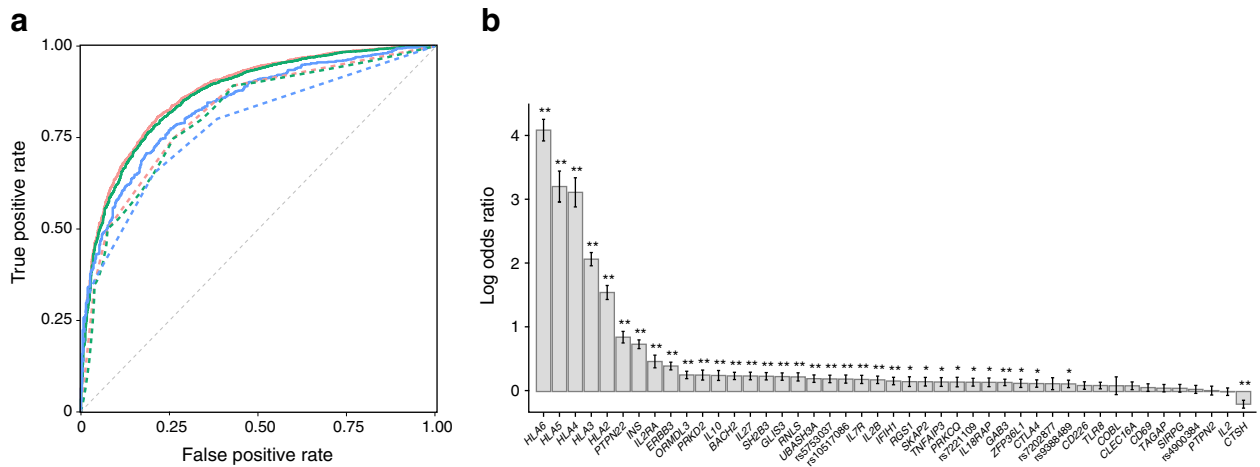 a
1.00
0.75
0.50
0.25
0
0
0.25
0.50
0.75
1.00
True positive rate
False positive rate
b
Log odds ratio
4
3
2
1
0
** ** ** ** ** ** ** ** ** ** ** ** ** ** ** ** ** ** ** ** ** ** * * * * * * ** * * * **
HLA6
HLA5
HLA4
HLA3
HLA2
PTPN22
INS
IL2RA
ERBB3
ORMDL3
PRKD2
IL10
BACH2
IL27
SH2B3
GLIS3
RNLS
UBASH3A
rs5753037
rs10517086
IL7R
IL2B
IFIH1
RGS1
SKAP2
TNFAIP3
PRKCQ
rs7221109
IL18RAP
GAB3
ZFP36L1
CTLA4
rs7202877
rs9388489
CD226
TLR8
COBL
CLEC16A
CD69
TAGAP
SIRPG
rs4900384
PTPN2
IL2
CTSH